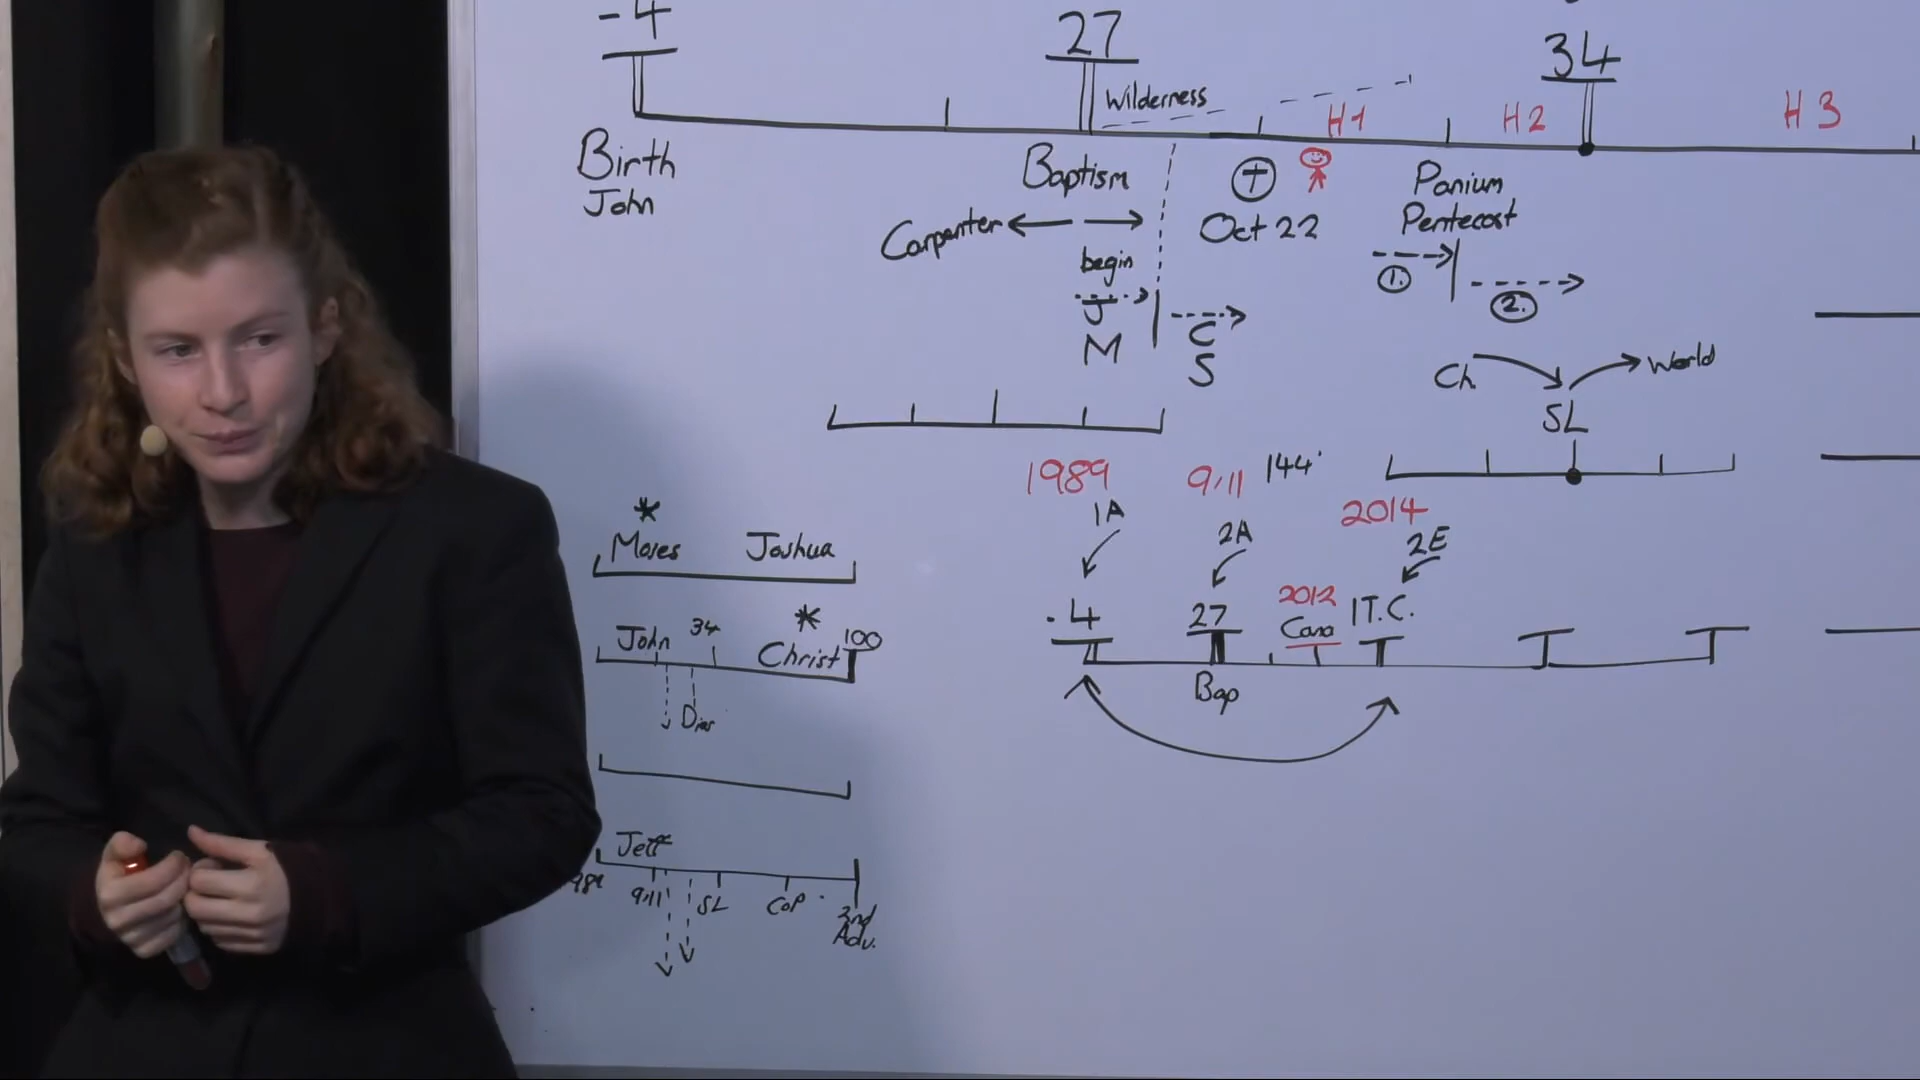 -4
27
34
Wilderness
H1
H2
H3
Birth
John
Baptism
Oct 22
Panium
Pentecost
Carpenter
begin
J
M
C
S
1.
2.
Ch
World
SL
1989
9/11
144
2014
1A
2A
2E
Moses
Joshua
-4
27
2012
Cana
1T.C.
Bap
John
34
Christ
100
Dies
Jeff
989
9/11
SL
CoP
2nd
Adv.